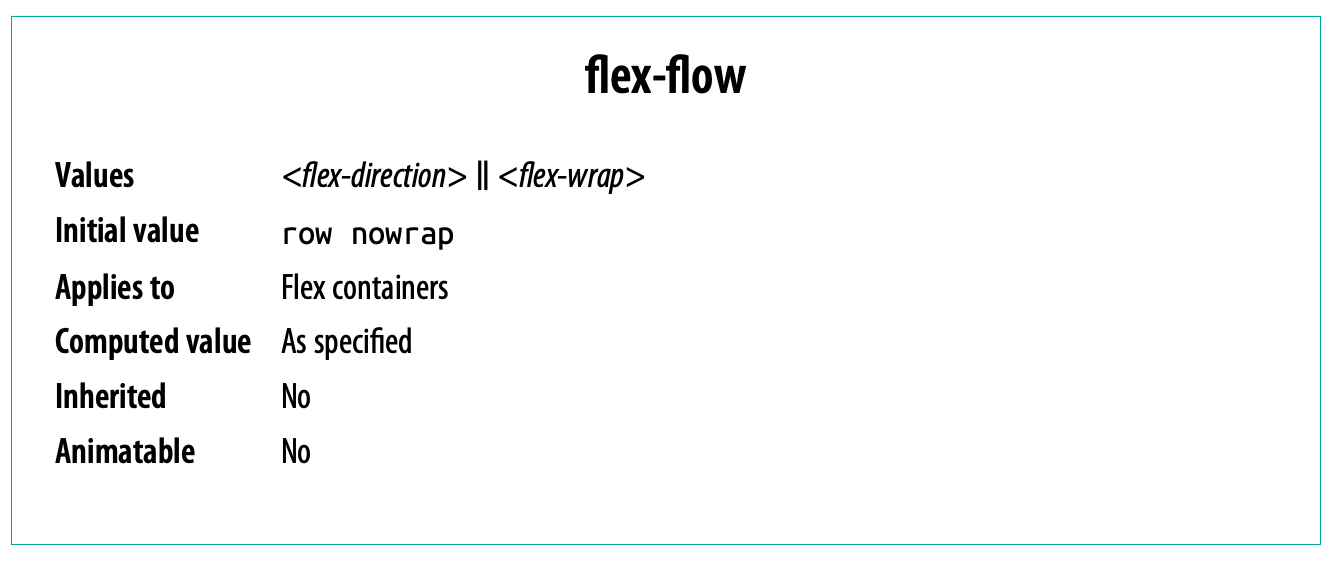 flex-flow
Values <flex-direction> || <flex-wrap>
Initial value row nowrap
Applies to Flex containers
Computed value As specified
Inherited No
Animatable No